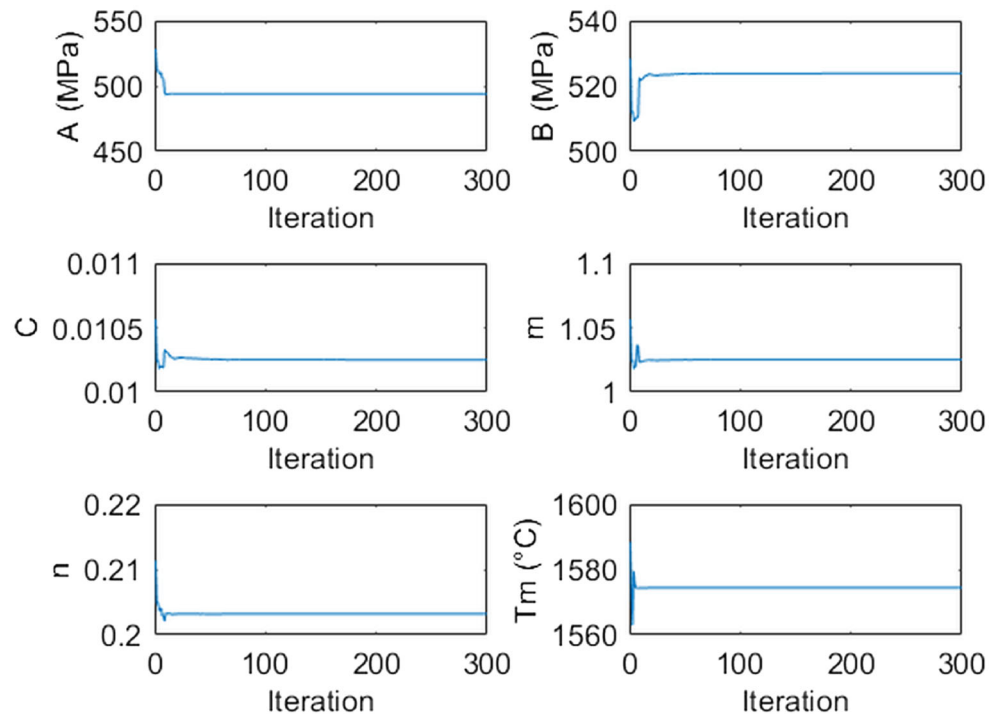 A (MPa)
550
500
450
0 100 200 300
Iteration
B (MPa)
540
520
500
0 100 200 300
Iteration
C
0.011
0.0105
0.01
0 100 200 300
Iteration
m
1.1
1.05
1
0 100 200 300
Iteration
n
0.22
0.21
0.2
0 100 200 300
Iteration
Tm (°C)
1600
1580
1560
0 100 200 300
Iteration